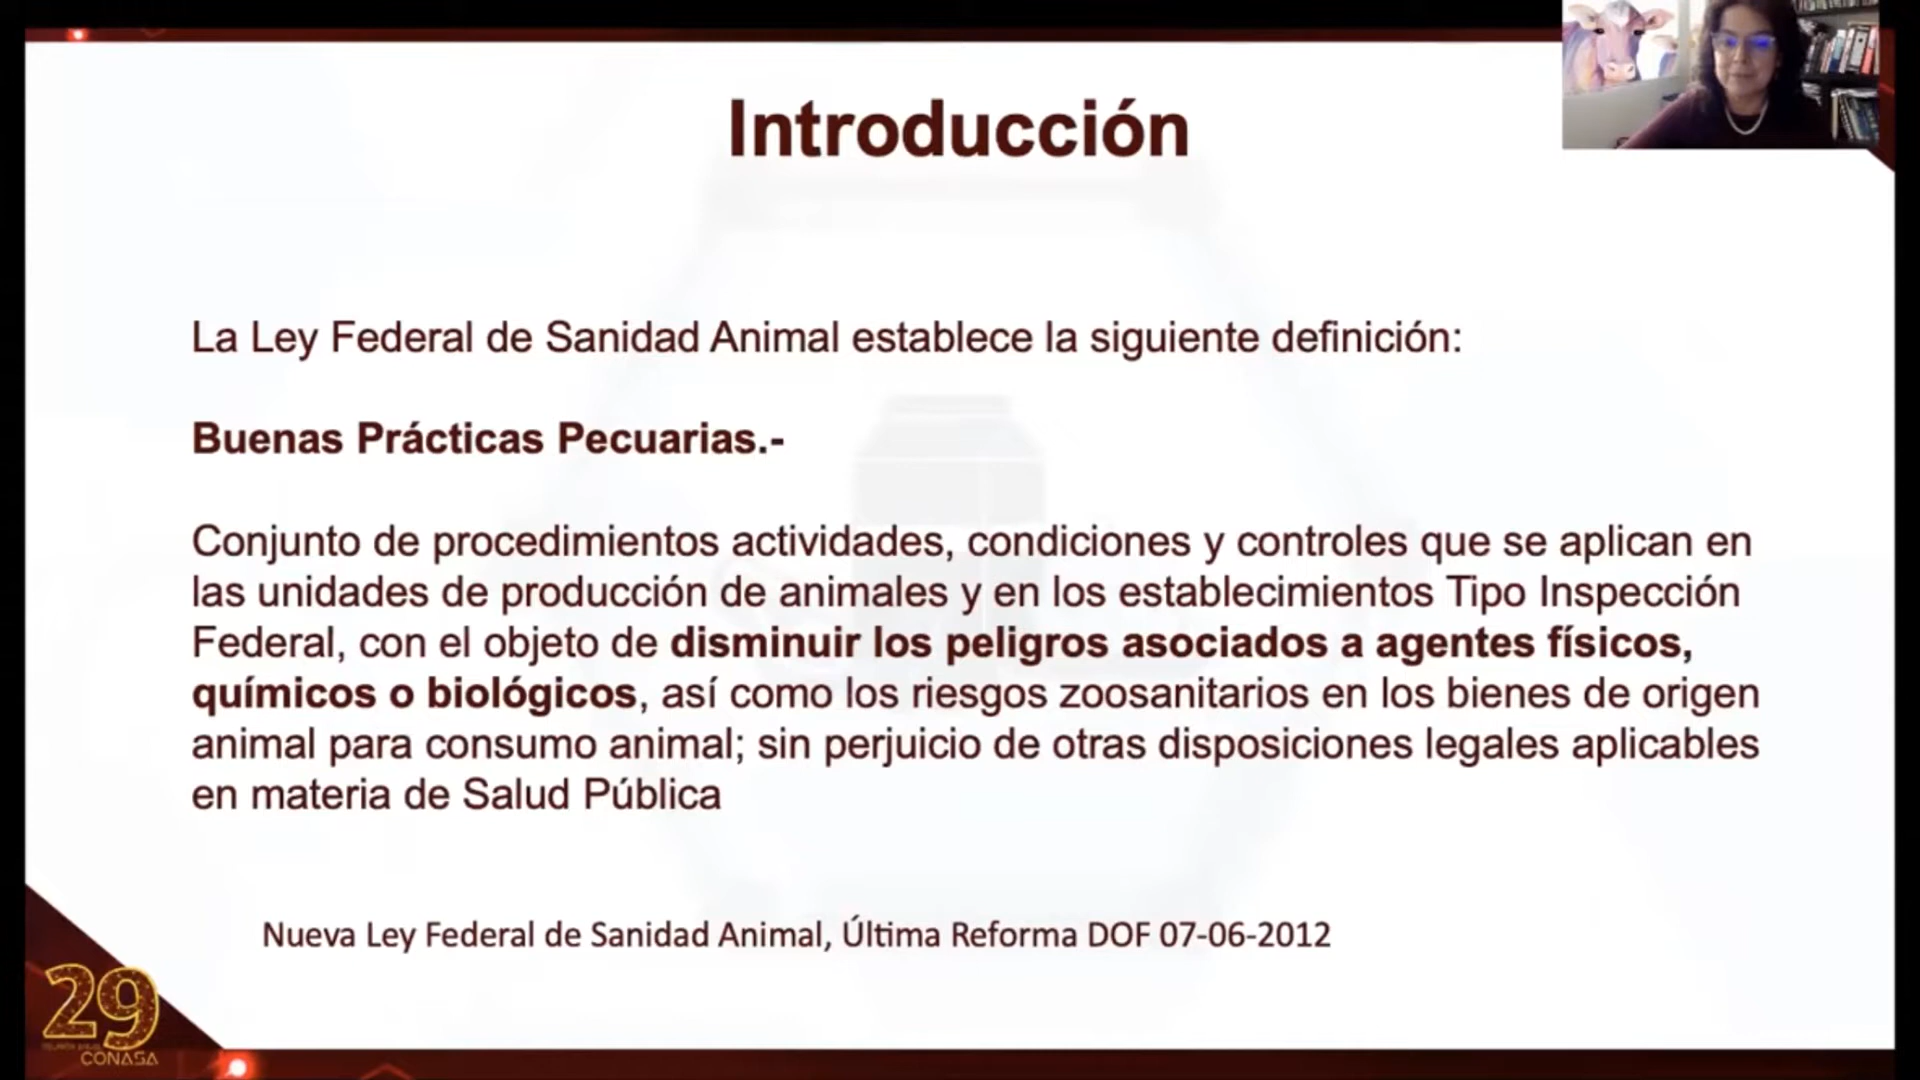 Introducción
La Ley Federal de Sanidad Animal establece la siguiente definición:
Buenas Prácticas Pecuarias.-
Conjunto de procedimientos actividades, condiciones y controles que se aplican en
las unidades de producción de animales y en los establecimientos Tipo Inspección
Federal, con el objeto de disminuir los peligros asociados a agentes físicos,
químicos o biológicos, así como los riesgos zoosanitarios en los bienes de origen
animal para consumo animal; sin perjuicio de otras disposiciones legales aplicables
en materia de Salud Pública
Nueva Ley Federal de Sanidad Animal, Última Reforma DOF 07-06-2012
29
CONASA